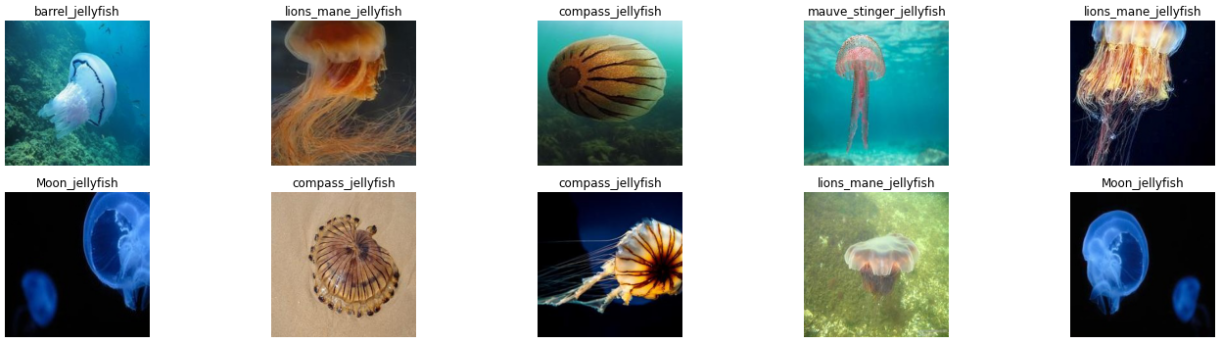 barrel_jellyfish
lions_mane_jellyfish
compass_jellyfish
mauve_stinger_jellyfish
lions_mane_jellyfish
Moon_jellyfish
compass_jellyfish
compass_jellyfish
lions_mane_jellyfish
Moon_jellyfish